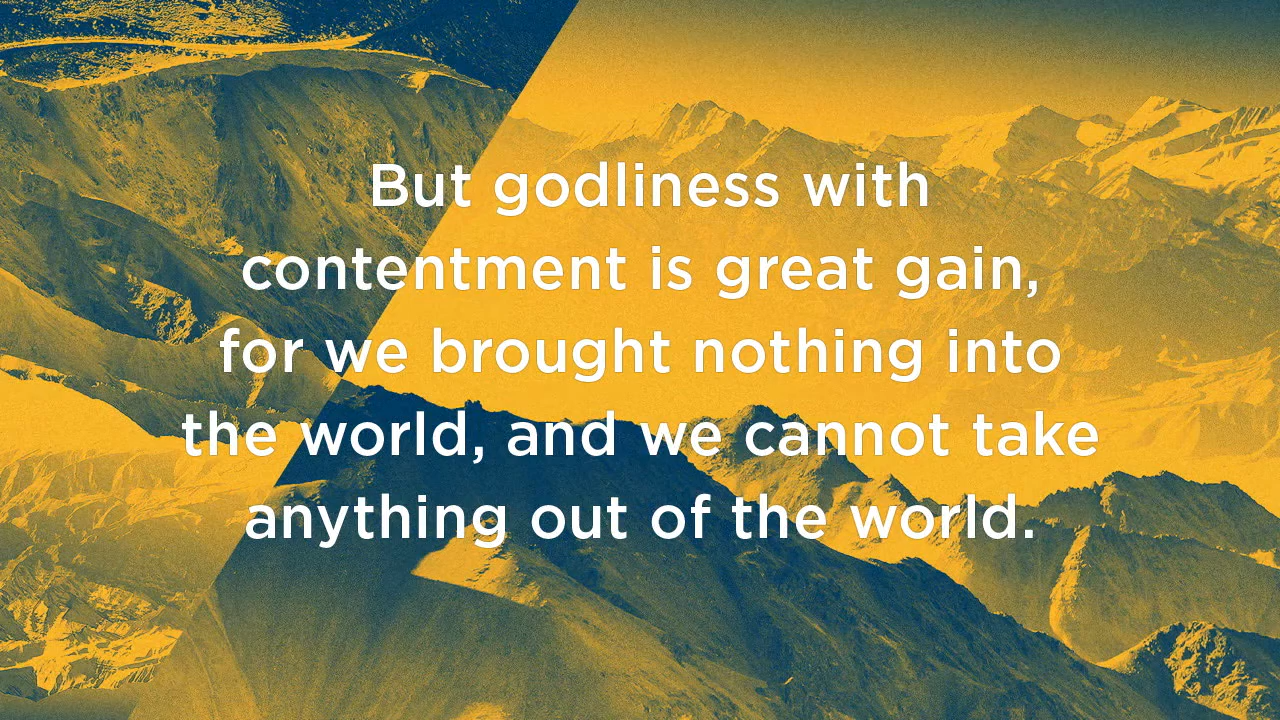 But godliness with
contentment is great gain,
for we brought nothing into
the world, and we cannot take
anything out of the world.